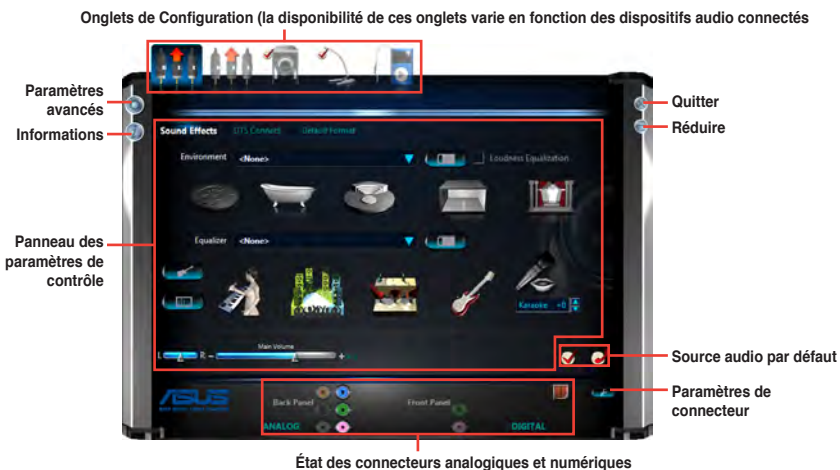 Onglets de Configuration (la disponibilité de ces onglets varie en fonction des dispositifs audio connectés
Paramètres
avancés
Quitter
Informations
Réduire
Sound Effects DTS Connect Default Format
Environment <None> Loudness Equalization
Panneau des
paramètres de
contrôle
Equalizer <None>
Karaoke +0
Main Volume
L R - +
Source audio par défaut
ASUS
Paramètres de
connecteur
Back Panel Front Panel
ANALOG DIGITAL
État des connecteurs analogiques et numériques